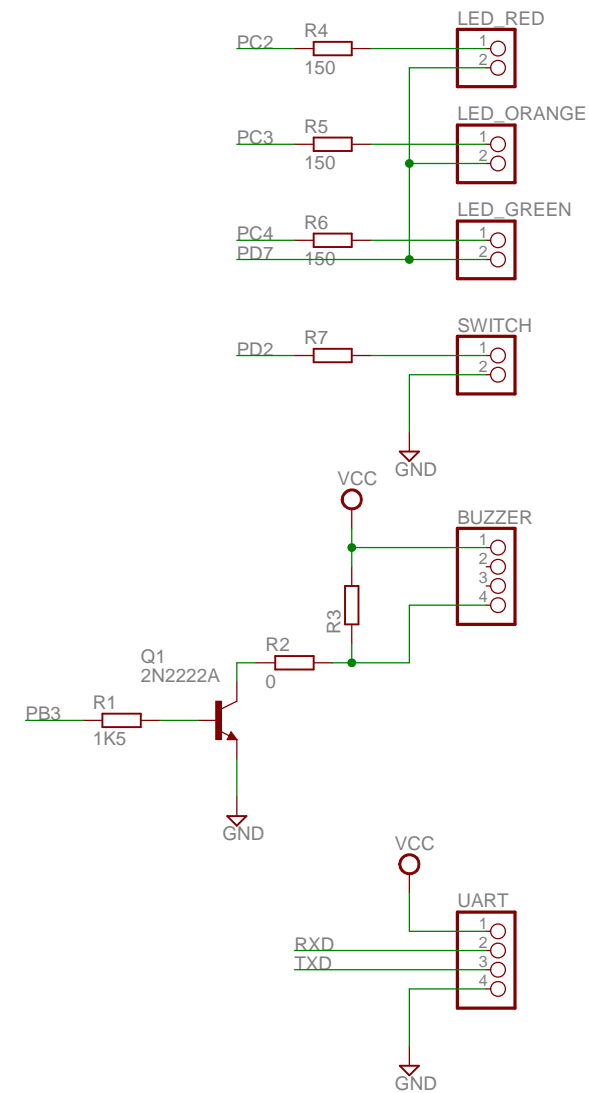 LED_RED
R4
PC2
1
2
150
LED_ORANGE
R5
PC3
1
2
150
LED_GREEN
R6
PC4
1
PD7
2
150
SWITCH
R7
PD2
1
2
GND
VCC
BUZZER
1
2
3
4
R3
R2
0
Q1
2N2222A
R1
PB3
1K5
GND
VCC
UART
1
RXD
2
TXD
3
4
GND